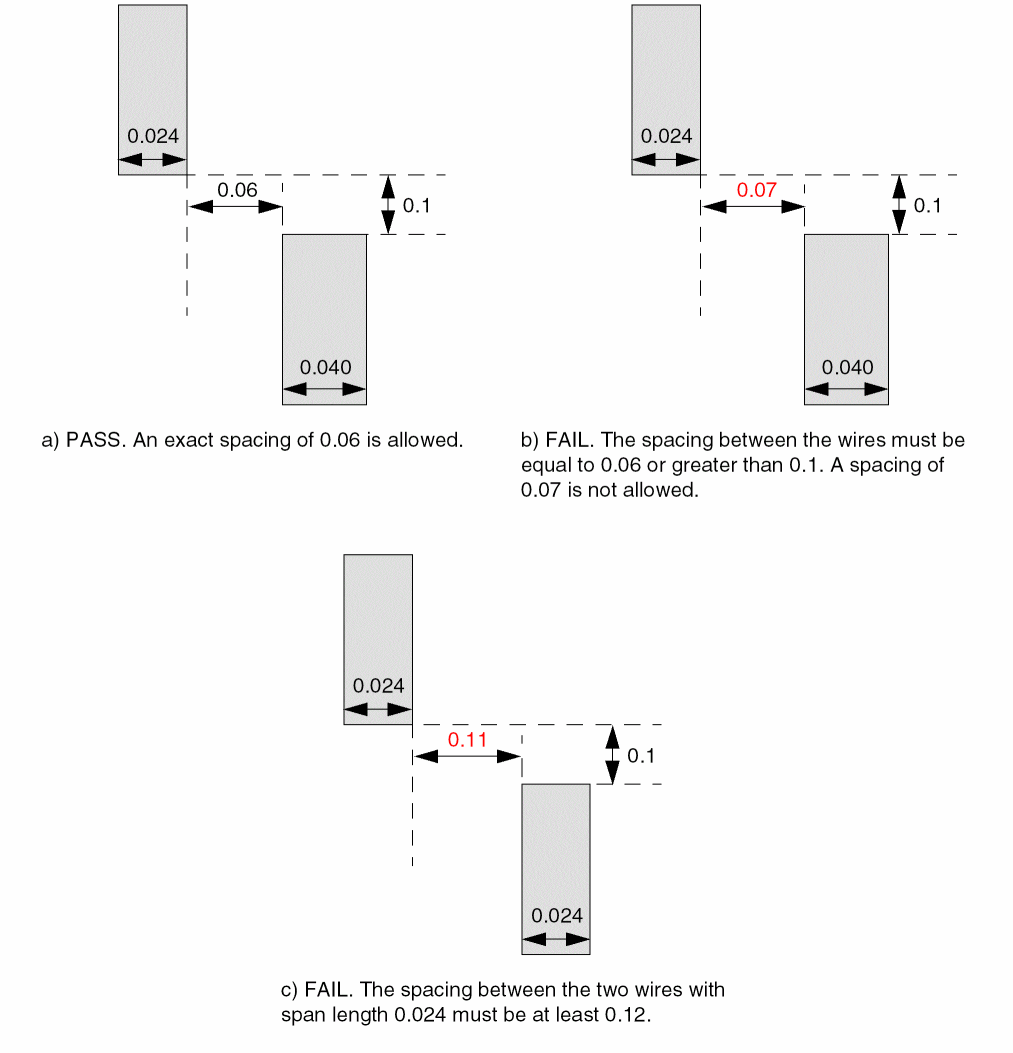 0.024
0.06
0.1
0.040
a) PASS. An exact spacing of 0.06 is allowed.
0.024
0.07
0.1
0.040
b) FAIL. The spacing between the wires must be
equal to 0.06 or greater than 0.1. A spacing of
0.07 is not allowed.
0.024
0.11
0.1
0.024
c) FAIL. The spacing between the two wires with
span length 0.024 must be at least 0.12.